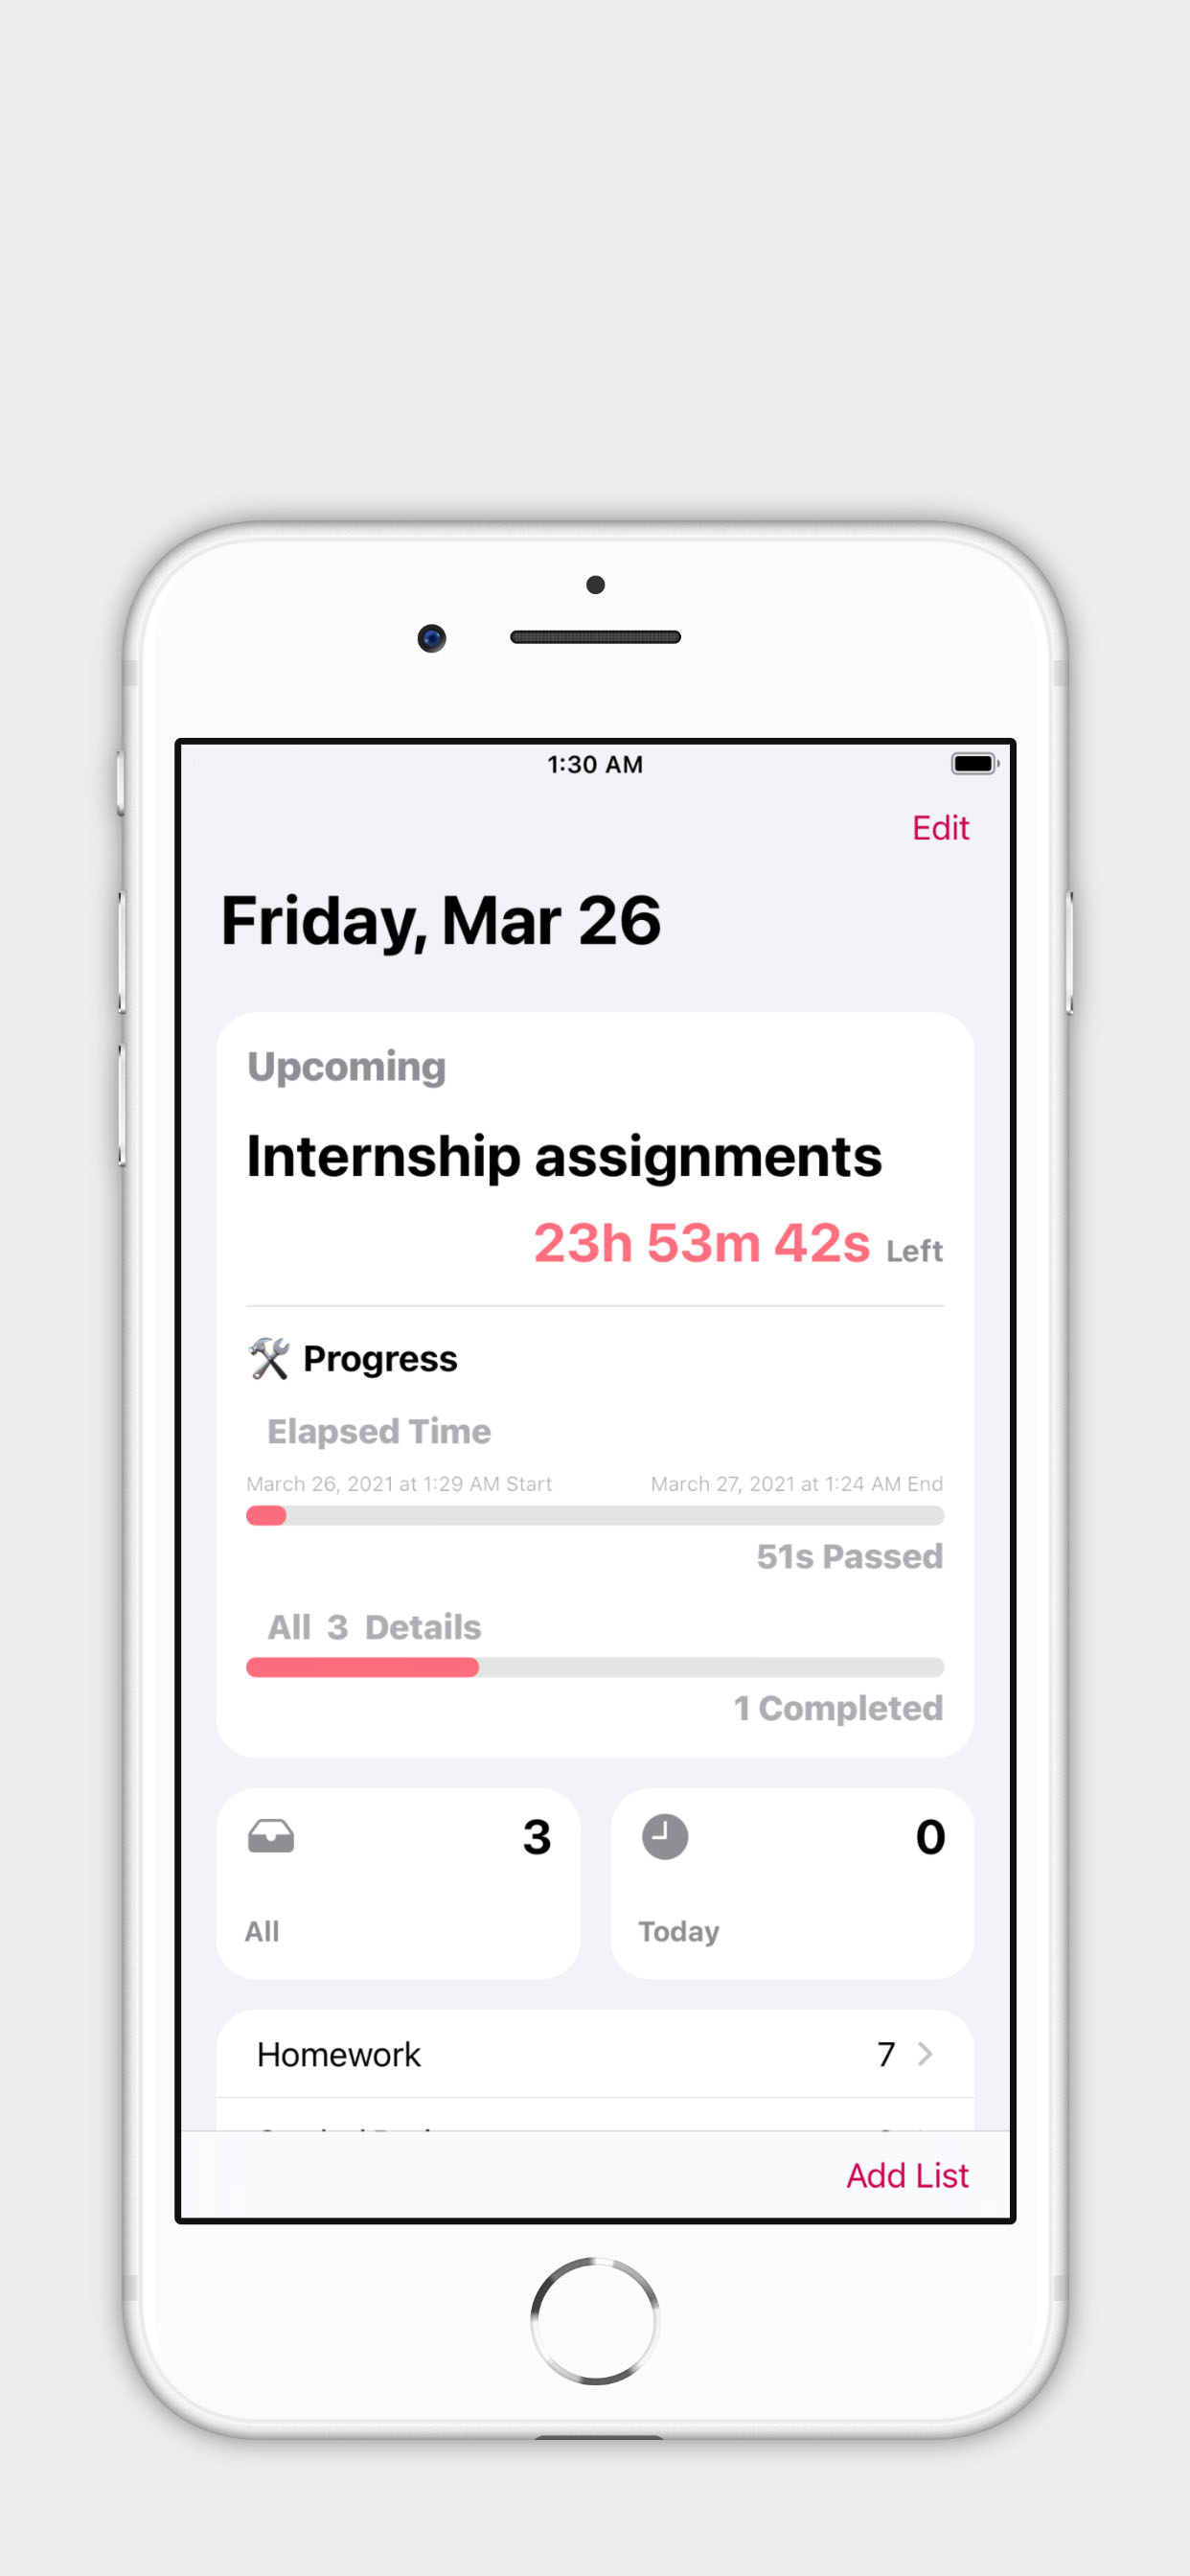 1:30 AM
Edit
Friday, Mar 26
Upcoming
Internship assignments
23h 53m 42s Left
🛠 Progress
Elapsed Time
March 26, 2021 at 1:29 AM Start March 27, 2021 at 1:24 AM End
51s Passed
All 3 Details
1 Completed
3 0
All Today
Homework 7
Add List